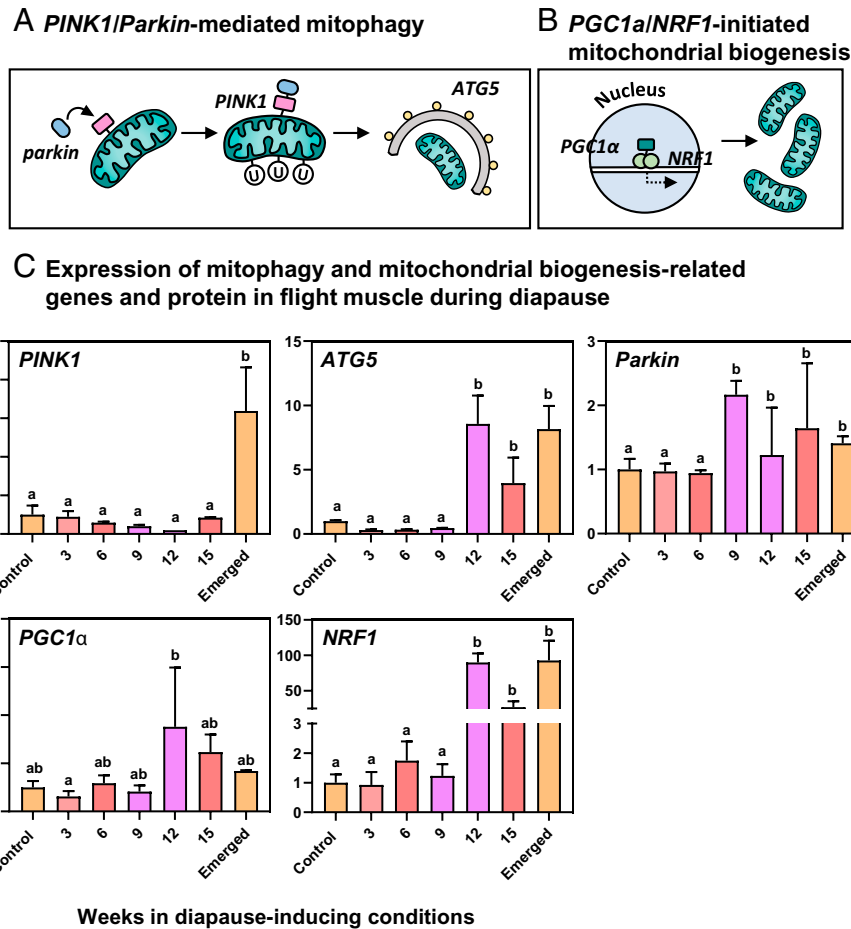 A PINK1/Parkin-mediated mitophagy
B PGC1a/NRF1-initiated
mitochondrial biogenesis
parkin
PINK1
U U U
ATG5
Nucleus
PGC1α
NRF1
C Expression of mitophagy and mitochondrial biogenesis-related
genes and protein in flight muscle during diapause
PINK1
a a a a a a b
Control 3 6 9 12 15 Emerged
ATG5
15
10
5
0
a a a a b b b
Control 3 6 9 12 15 Emerged
Parkin
3
2
1
0
a a a b b b b
Control 3 6 9 12 15 Emerged
PGC1α
ab a ab ab b ab ab
Control 3 6 9 12 15 Emerged
NRF1
150
100
50
3
2
1
0
a a a a b b b
Control 3 6 9 12 15 Emerged
Weeks in diapause-inducing conditions